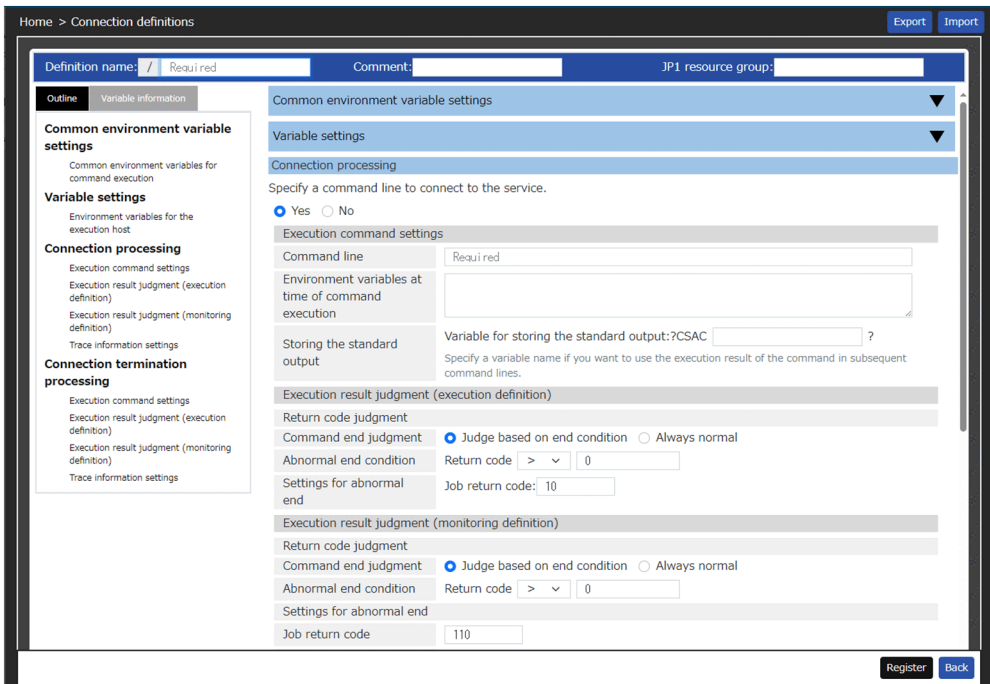 Home > Connection definitions
Export
Import
Definition name: / Required
Comment:
JP1 resource group:
Outline
Variable information
Common environment variable
settings
Common environment variables for
command execution
Variable settings
Environment variables for the
execution host
Connection processing
Execution command settings
Execution result judgment (execution
definition)
Execution result judgment (monitoring
definition)
Trace information settings
Connection termination
processing
Execution command settings
Execution result judgment (execution
definition)
Execution result judgment (monitoring
definition)
Trace information settings
Common environment variable settings
Variable settings
Connection processing
Specify a command line to connect to the service.
Yes No
Execution command settings
Command line Required
Environment variables at
time of command
execution
Storing the standard
output
Variable for storing the standard output:?CSAC ?
Specify a variable name if you want to use the execution result of the command in subsequent
command lines.
Execution result judgment (execution definition)
Return code judgment
Command end judgment Judge based on end condition Always normal
Abnormal end condition Return code > 0
Settings for abnormal
end
Job return code: 10
Execution result judgment (monitoring definition)
Return code judgment
Command end judgment Judge based on end condition Always normal
Abnormal end condition Return code > 0
Settings for abnormal end
Job return code 110
Register
Back